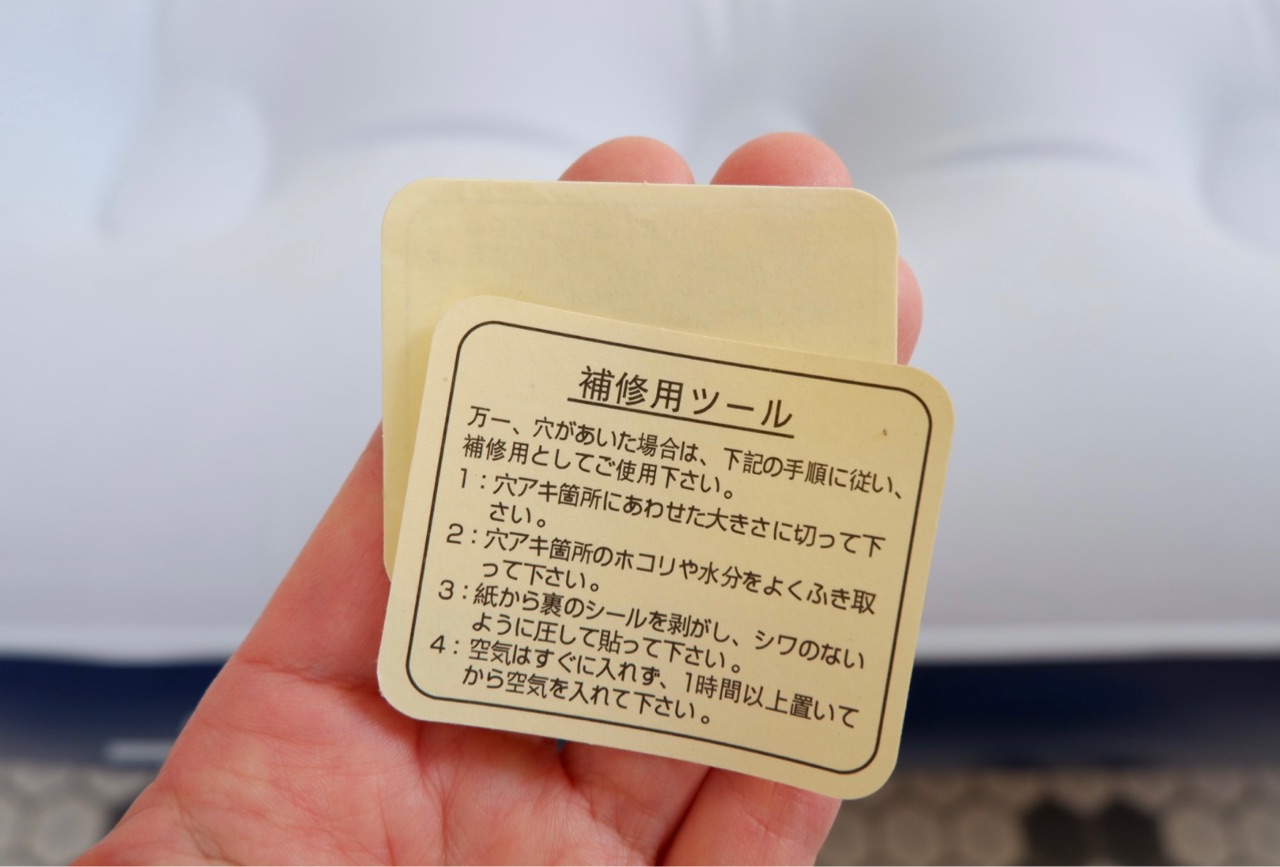 補修用ツール
万一、穴があいた場合は、下記の手順に従い、
補修用としてご使用下さい。
1：穴アキ箇所にあわせた大きさに切って下
さい。
2：穴アキ箇所のホコリや水分をよくふき取
って下さい。
3：紙から裏のシールを剥がし、シワのない
ように圧して貼って下さい。
4：空気はすぐに入れず、1時間以上置いて
から空気を入れて下さい。